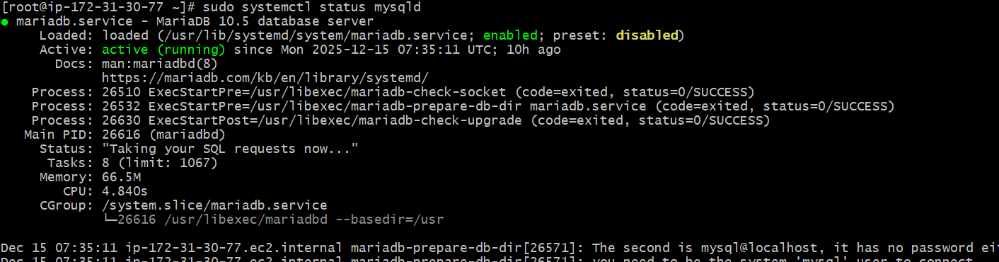 [root@ip-172-31-30-77 ~]# sudo systemctl status mysqld
● mariadb.service - MariaDB 10.5 database server
     Loaded: loaded (/usr/lib/systemd/system/mariadb.service; enabled; preset: disabled)
     Active: active (running) since Mon 2025-12-15 07:35:11 UTC; 10h ago
       Docs: man:mariadbd(8)
             https://mariadb.com/kb/en/library/systemd/
    Process: 26510 ExecStartPre=/usr/libexec/mariadb-check-socket (code=exited, status=0/SUCCESS)
    Process: 26532 ExecStartPre=/usr/libexec/mariadb-prepare-db-dir mariadb.service (code=exited, status=0/SUCCESS)
    Process: 26630 ExecStartPost=/usr/libexec/mariadb-check-upgrade (code=exited, status=0/SUCCESS)
   Main PID: 26616 (mariadbd)
     Status: "Taking your SQL requests now..."
      Tasks: 8 (limit: 1067)
     Memory: 66.5M
        CPU: 4.840s
     CGroup: /system.slice/mariadb.service
             └─26616 /usr/libexec/mariadbd --basedir=/usr

Dec 15 07:35:11 ip-172-31-30-77.ec2.internal mariadb-prepare-db-dir[26571]: The second is mysql@localhost, it has no password ei
Dec 15 07:35:11 ip-172-31-30-77.ec2.internal mariadb-prepare-db-dir[26571]: you need to be the system 'mysql' user to connect